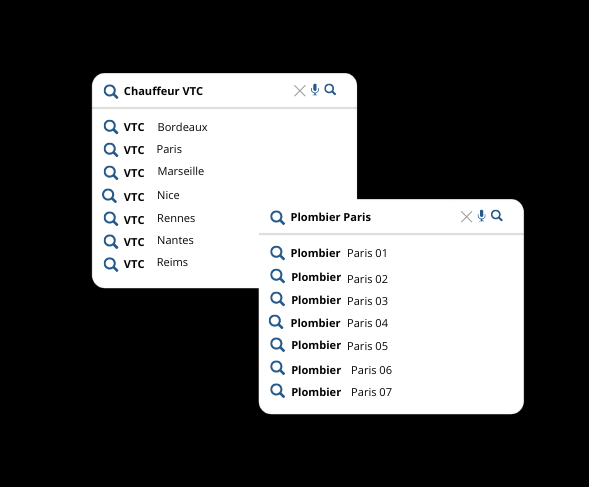 Chauffeur VTC
VTC Bordeaux
VTC Paris
VTC Marseille
VTC Nice
VTC Rennes
VTC Nantes
VTC Reims
Plombier Paris
Plombier Paris 01
Plombier Paris 02
Plombier Paris 03
Plombier Paris 04
Plombier Paris 05
Plombier Paris 06
Plombier Paris 07